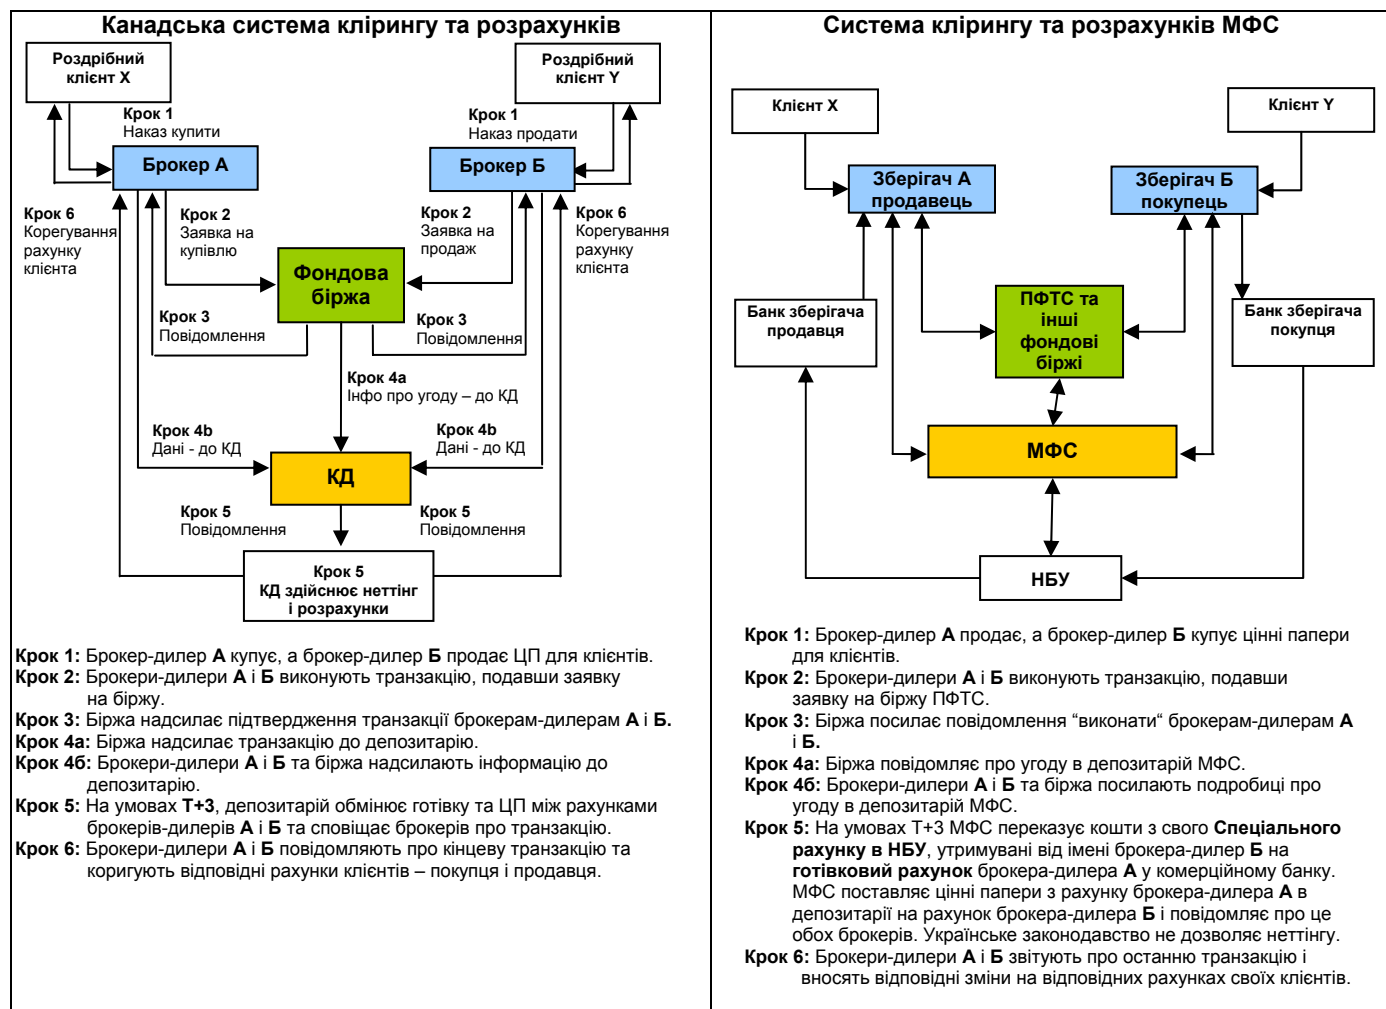 Канадська система клірингу та розрахунків
Роздрібний
клієнт X
Роздрібний
клієнт Y
Крок 1
Наказ купити
Крок 1
Наказ продати
Брокер А
Брокер Б
Крок 6
Корегування
рахунку
клієнта
Крок 2
Заявка на
купівлю
Крок 2
Заявка на
продаж
Крок 6
Корегування
рахунку
клієнта
Фондова
біржа
Крок 3
Повідомлення
Крок 3
Повідомлення
Крок 4а
Інфо про угоду – до КД
Крок 4b
Дані - до КД
Крок 4b
Дані - до КД
КД
Крок 5
Повідомлення
Крок 5
Повідомлення
Крок 5
КД здійснює неттінг
і розрахунки
Крок 1: Брокер-дилер А купує, а брокер-дилер Б продає ЦП для клієнтів.
Крок 2: Брокери-дилери А і Б виконують транзакцію, подавши заявку
на біржу.
Крок 3: Біржа надсилає підтвердження транзакції брокерам-дилерам А і Б.
Крок 4а: Біржа надсилає транзакцію до депозитарію.
Крок 4б: Брокери-дилери А і Б та біржа надсилають інформацію до
депозитарію.
Крок 5: На умовах Т+3, депозитарій обмінює готівку та ЦП між рахунками
брокерів-дилерів А і Б та сповіщає брокерів про транзакцію.
Крок 6: Брокери-дилери А і Б повідомляють про кінцеву транзакцію та
коригують відповідні рахунки клієнтів – покупця і продавця.
Система клірингу та розрахунків МФС
Клієнт X
Клієнт Y
Зберігач А
продавець
Зберігач Б
покупець
Банк зберігача
продавця
ПФТС та
інші
фондові
біржі
Банк зберігача
покупця
МФС
НБУ
Крок 1: Брокер-дилер А продає, а брокер-дилер Б купує цінні папери
для клієнтів.
Крок 2: Брокери-дилери А і Б виконують транзакцію, подавши
заявку на біржу ПФТС.
Крок 3: Біржа посилає повідомлення “виконати“ брокерам-дилерам А
і Б.
Крок 4а: Біржа повідомляє про угоду в депозитарій МФС.
Крок 4б: Брокери-дилери А і Б та біржа посилають подробиці про
угоду в депозитарій МФС.
Крок 5: На умовах Т+3 МФС переказує кошти з свого Спеціального
рахунку в НБУ, утримувані від імені брокера-дилер Б на
готівковий рахунок брокера-дилера А у комерційному банку.
МФС поставляє цінні папери з рахунку брокера-дилера А в
депозитарії на рахунок брокера-дилера Б і повідомляє про це
обох брокерів. Українське законодавство не дозволяє неттінгу.
Крок 6: Брокери-дилери А і Б звітують про останню транзакцію і
вносять відповідні зміни на відповідних рахунках своїх клієнтів.